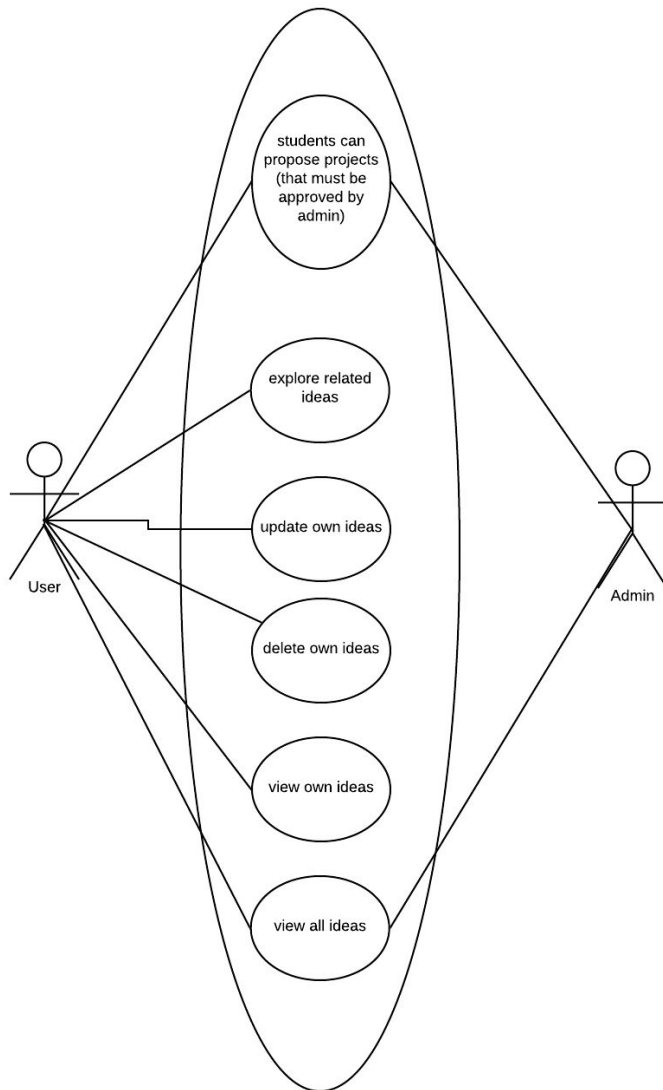 students can
propose projects
(that must be
approved by
admin)
explore related
ideas
update own ideas
User
Admin
delete own ideas
view own ideas
view all ideas